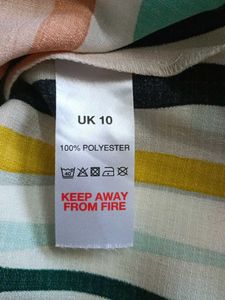 UK 10
100% POLYESTER
KEEP AWAY
FROM FIRE